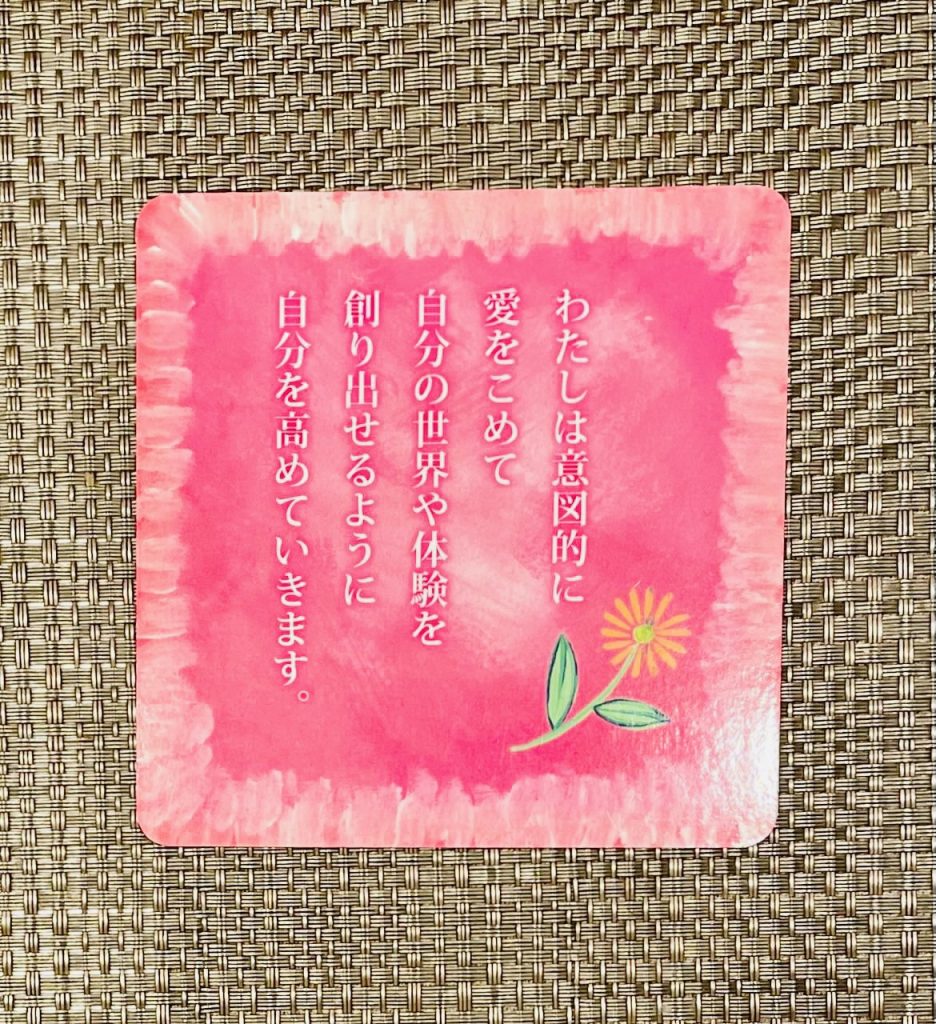 わたしは意図的に
愛をこめて
自分の世界や体験を
創り出せるように
自分を高めていきます。